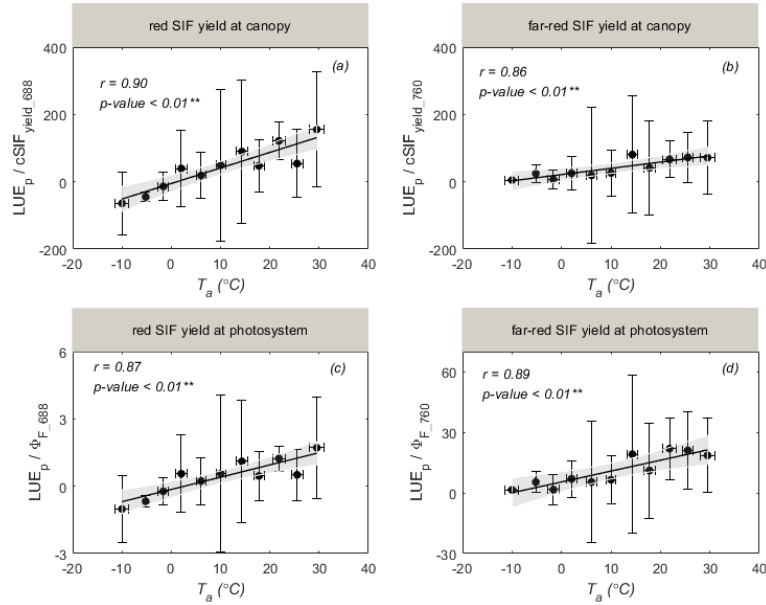 red SIF yield at canopy
400
200
0
-200
-20 -10 0 10 20 30 40
LUEp / cSIFyield_688
Ta (°C)
r = 0.90
p-value < 0.01**
(a)
far-red SIF yield at canopy
400
200
0
-200
-20 -10 0 10 20 30 40
LUEp / cSIFyield_760
Ta (°C)
r = 0.86
p-value < 0.01**
(b)
red SIF yield at photosystem
6
3
0
-3
-20 -10 0 10 20 30 40
LUEp / ΦF_688
Ta (°C)
r = 0.87
p-value < 0.01**
(c)
far-red SIF yield at photosystem
60
30
0
-30
-20 -10 0 10 20 30 40
LUEp / ΦF_760
Ta (°C)
r = 0.89
p-value < 0.01**
(d)